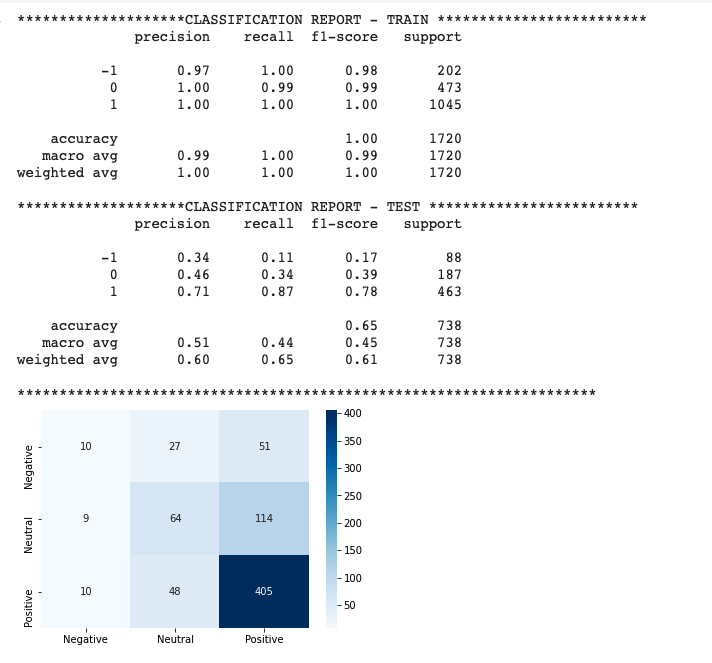 ********************CLASSIFICATION REPORT - TRAIN *************************
precision recall f1-score support
-1 0.97 1.00 0.98 202
0 1.00 0.99 0.99 473
1 1.00 1.00 1.00 1045
accuracy 1.00 1720
macro avg 0.99 1.00 0.99 1720
weighted avg 1.00 1.00 1.00 1720
********************CLASSIFICATION REPORT - TEST *************************
precision recall f1-score support
-1 0.34 0.11 0.17 88
0 0.46 0.34 0.39 187
1 0.71 0.87 0.78 463
accuracy 0.65 738
macro avg 0.51 0.44 0.45 738
weighted avg 0.60 0.65 0.61 738
*********************************************************************
Negative 10 27 51
Neutral 9 64 114
Positive 10 48 405
Negative Neutral Positive
400
350
300
250
200
150
100
50